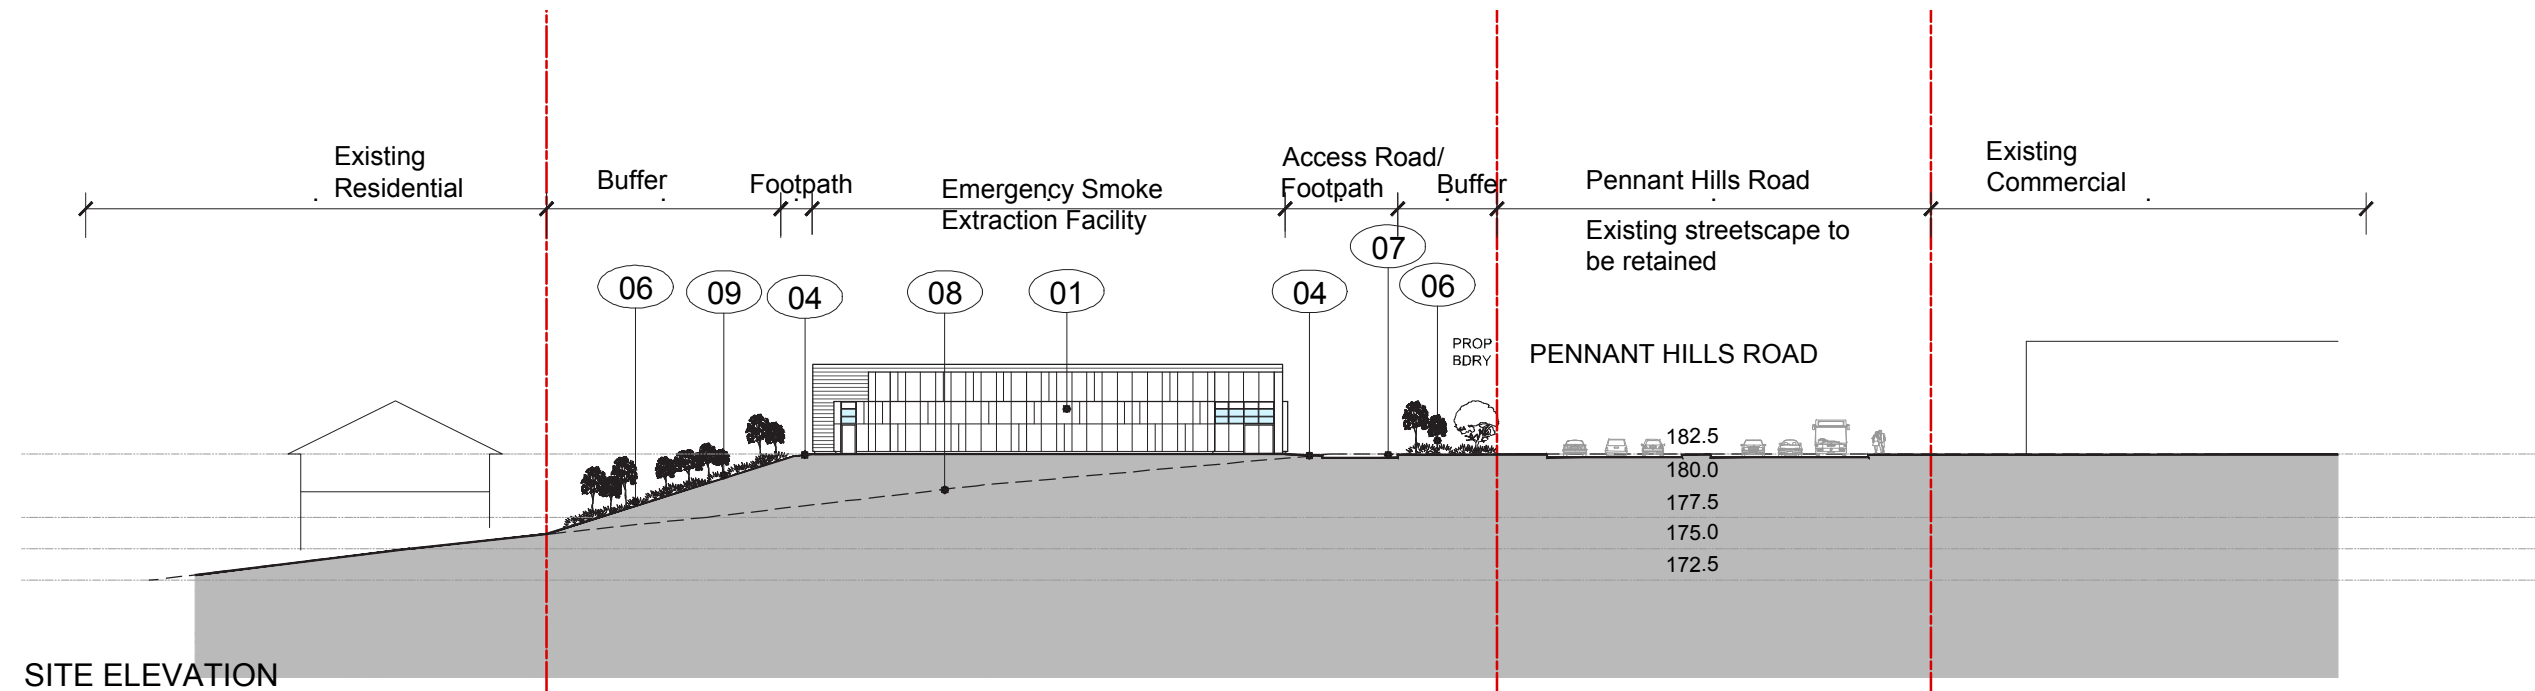 Existing
Residential
Buffer
Footpath
Emergency Smoke
Extraction Facility
Access Road/
Footpath
Buffer
Pennant Hills Road
Existing streetscape to
be retained
Existing
Commercial
06
09
04
08
01
04
07
06
PROP
BDRY
PENNANT HILLS ROAD
182.5
180.0
177.5
175.0
172.5
SITE ELEVATION